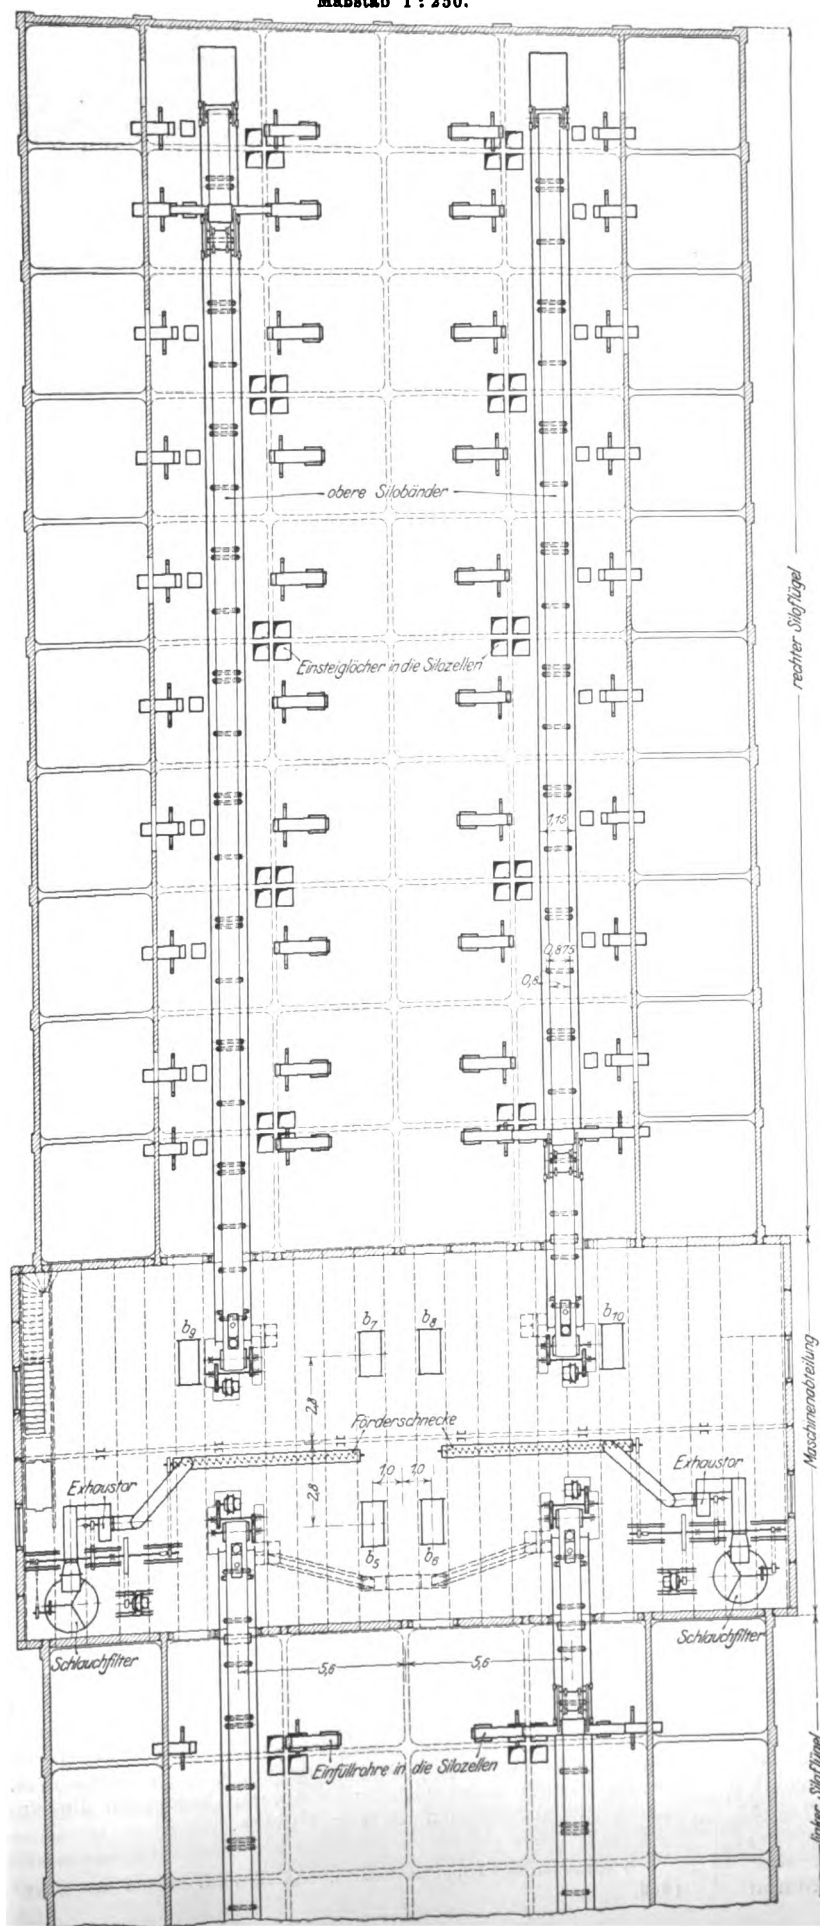 Maßstab 1 : 250.
obere Silobänder
rechter Siloflügel
Einsteiglöcher in die Silozellen
1,15
0,875
0,8
b9
b7
b8
b10
2,8
Maschinenabteilung
Förderschnecke
Exhaustor
1,0
1,0
Exhaustor
2,8
b5
b6
Schlauchfilter
Schlauchfilter
5,6
5,6
Einfüllrohre in die Silozellen
linker Siloflügel